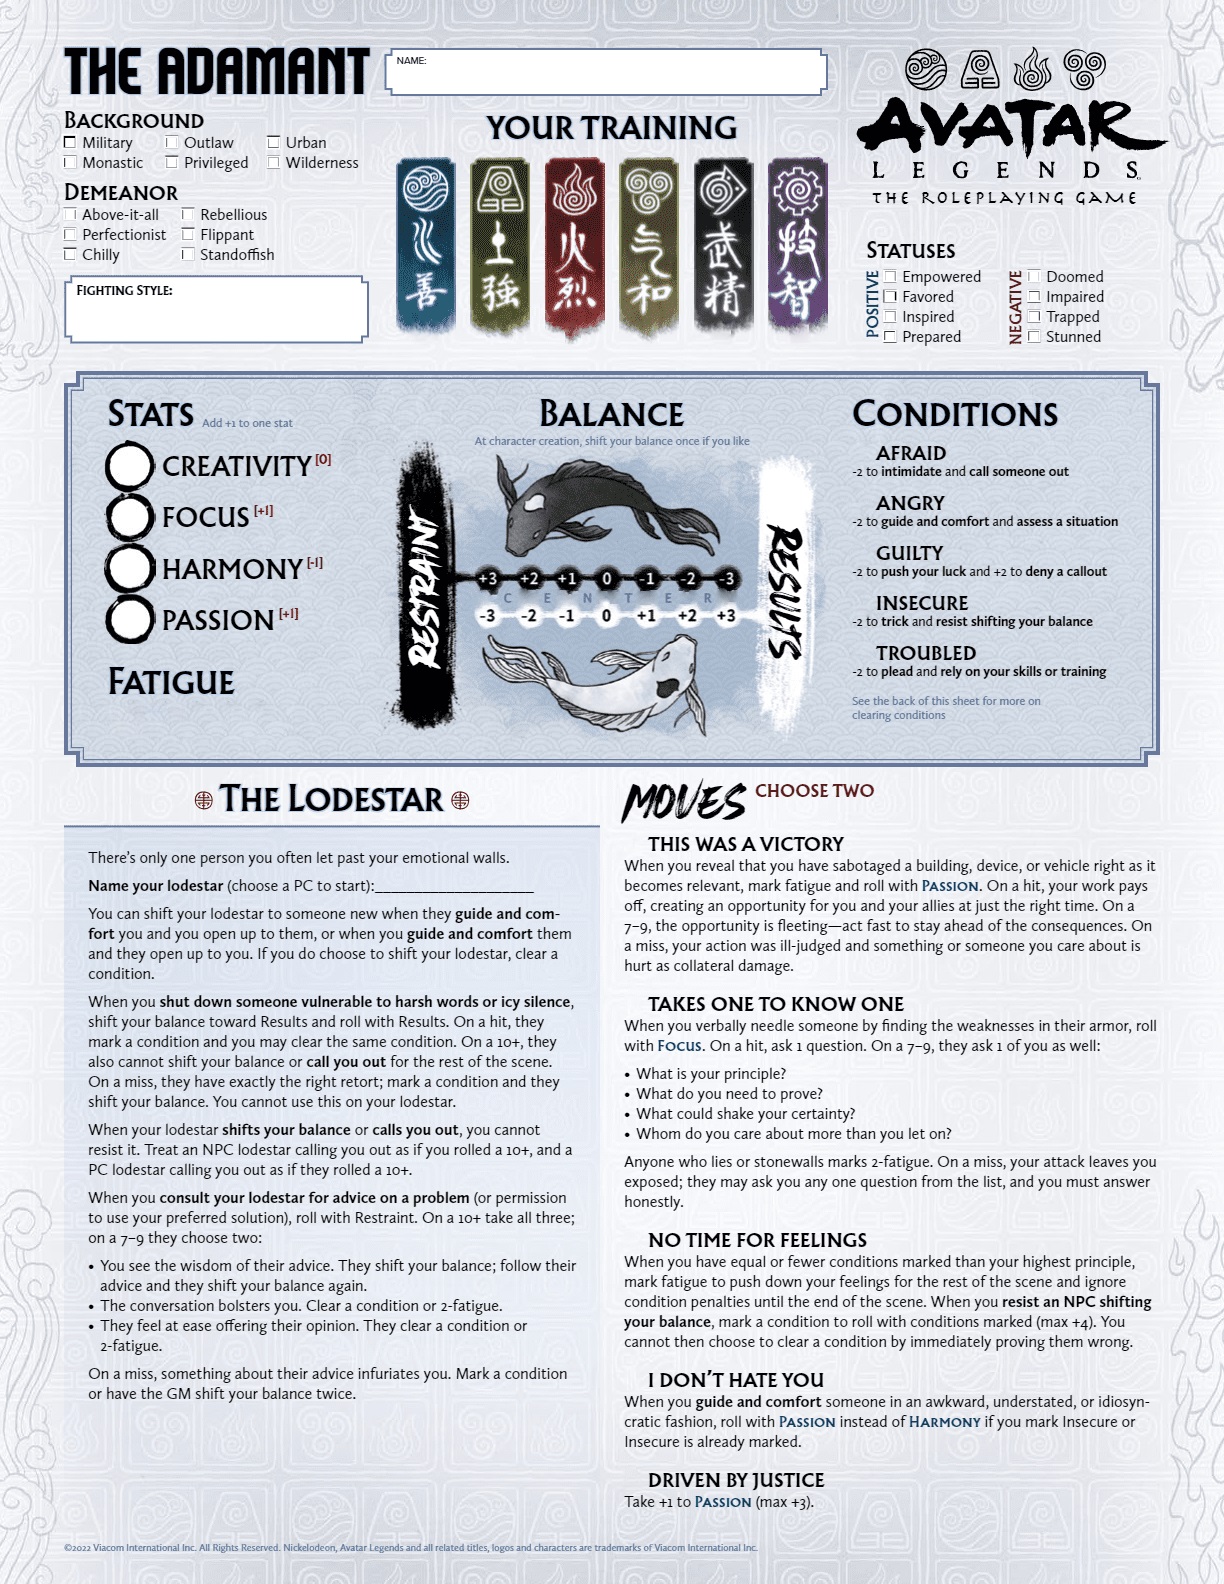 THE ADAMANT
NAME:
BACKGROUND
Military
Outlaw
Urban
Monastic
Privileged
Wilderness
DEMEANOR
Above-it-all
Rebellious
Perfectionist
Flippant
Chilly
Standoffish
FIGHTING STYLE:
YOUR TRAINING
水 善
土 強
火 烈
气 和
武 精
技 智
AVATAR
LEGENDS
THE ROLEPLAYING GAME
STATUSES
POSITIVE
Empowered
Favored
Inspired
Prepared
NEGATIVE
Doomed
Impaired
Trapped
Stunned
STATS Add +1 to one stat
CREATIVITY [0]
FOCUS [+1]
HARMONY [-1]
PASSION [+1]
FATIGUE
BALANCE
At character creation, shift your balance once if you like
RESTRAINT
+3 +2 +1 0 -1 -2 -3
CENTER
-3 -2 -1 0 +1 +2 +3
RESULTS
CONDITIONS
AFRAID
-2 to intimidate and call someone out
ANGRY
-2 to guide and comfort and assess a situation
GUILTY
-2 to push your luck and +2 to deny a callout
INSECURE
-2 to trick and resist shifting your balance
TROUBLED
-2 to plead and rely on your skills or training
See the back of this sheet for more on
clearing conditions
THE LODESTAR
There's only one person you often let past your emotional walls.
Name your lodestar (choose a PC to start):____________________
You can shift your lodestar to someone new when they guide and com-
fort you and you open up to them, or when you guide and comfort them
and they open up to you. If you do choose to shift your lodestar, clear a
condition.
When you shut down someone vulnerable to harsh words or icy silence,
shift your balance toward Results and roll with Results. On a hit, they
mark a condition and you may clear the same condition. On a 10+, they
also cannot shift your balance or call you out for the rest of the scene.
On a miss, they have exactly the right retort; mark a condition and they
shift your balance. You cannot use this on your lodestar.
When your lodestar shifts your balance or calls you out, you cannot
resist it. Treat an NPC lodestar calling you out as if you rolled a 10+, and a
PC lodestar calling you out as if they rolled a 10+.
When you consult your lodestar for advice on a problem (or permission
to use your preferred solution), roll with Restraint. On a 10+ take all three;
on a 7–9 they choose two:
• You see the wisdom of their advice. They shift your balance; follow their
advice and they shift your balance again.
• The conversation bolsters you. Clear a condition or 2-fatigue.
• They feel at ease offering their opinion. They clear a condition or
2-fatigue.
On a miss, something about their advice infuriates you. Mark a condition
or have the GM shift your balance twice.
MOVES CHOOSE TWO
THIS WAS A VICTORY
When you reveal that you have sabotaged a building, device, or vehicle right as it
becomes relevant, mark fatigue and roll with PASSION. On a hit, your work pays
off, creating an opportunity for you and your allies at just the right time. On a
7–9, the opportunity is fleeting—act fast to stay ahead of the consequences. On
a miss, your action was ill-judged and something or someone you care about is
hurt as collateral damage.
TAKES ONE TO KNOW ONE
When you verbally needle someone by finding the weaknesses in their armor, roll
with FOCUS. On a hit, ask 1 question. On a 7–9, they ask 1 of you as well:
• What is your principle?
• What do you need to prove?
• What could shake your certainty?
• Whom do you care about more than you let on?
Anyone who lies or stonewalls marks 2-fatigue. On a miss, your attack leaves you
exposed; they may ask you any one question from the list, and you must answer
honestly.
NO TIME FOR FEELINGS
When you have equal or fewer conditions marked than your highest principle,
mark fatigue to push down your feelings for the rest of the scene and ignore
condition penalties until the end of the scene. When you resist an NPC shifting
your balance, mark a condition to roll with conditions marked (max +4). You
cannot then choose to clear a condition by immediately proving them wrong.
I DON'T HATE YOU
When you guide and comfort someone in an awkward, understated, or idiosyn-
cratic fashion, roll with PASSION instead of HARMONY if you mark Insecure or
Insecure is already marked.
DRIVEN BY JUSTICE
Take +1 to PASSION (max +3).
©2022 Viacom International Inc. All Rights Reserved. Nickelodeon, Avatar Legends and all related titles, logos and characters are trademarks of Viacom International Inc.